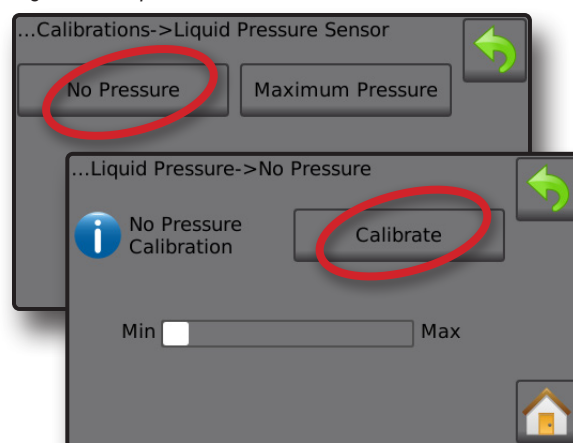 ...Calibrations->Liquid Pressure Sensor
No Pressure Maximum Pressure
...Liquid Pressure->No Pressure
No Pressure
Calibration
Calibrate
Min Max